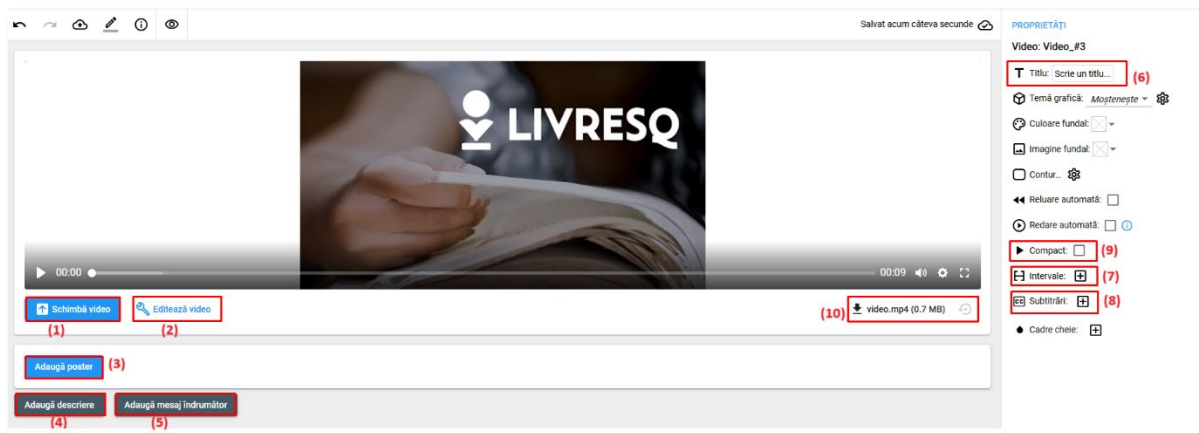 Salvat acum câteva secunde
LIVRESQ
00:00
00:09
Schimbă video
(1)
Editează video
(2)
(10)
video.mp4 (0.7 MB)
Adaugă poster
(3)
Adaugă descriere
(4)
Adaugă mesaj îndrumător
(5)
PROPRIETĂȚI
Video: Video_#3
T Titlu: Scrie un titlu...
(6)
Temă grafică: Moștenește
Culoare fundal:
Imagine fundal:
Contur...
Reluare automată:
Redare automată:
Compact:
(9)
Intervale:
(7)
CC Subtitrări:
(8)
Cadre cheie: